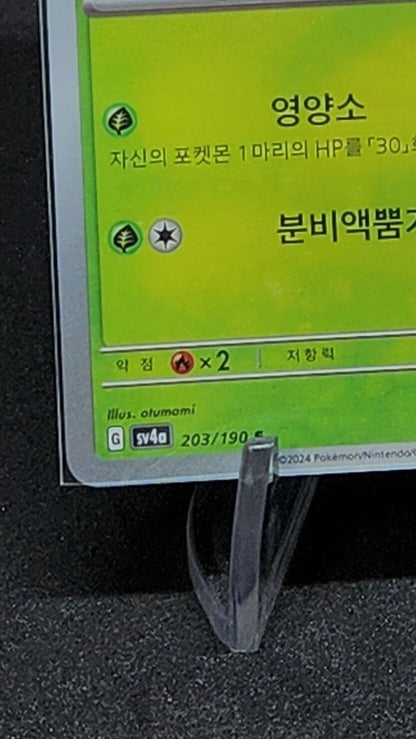 영양소
자신의 포켓몬 1마리의 HP를 「30」
분비액뿜
약점 ×2 저항력
Illus. otumami
G sv4a 203/190
©2024 Pokémon/Nintendo/